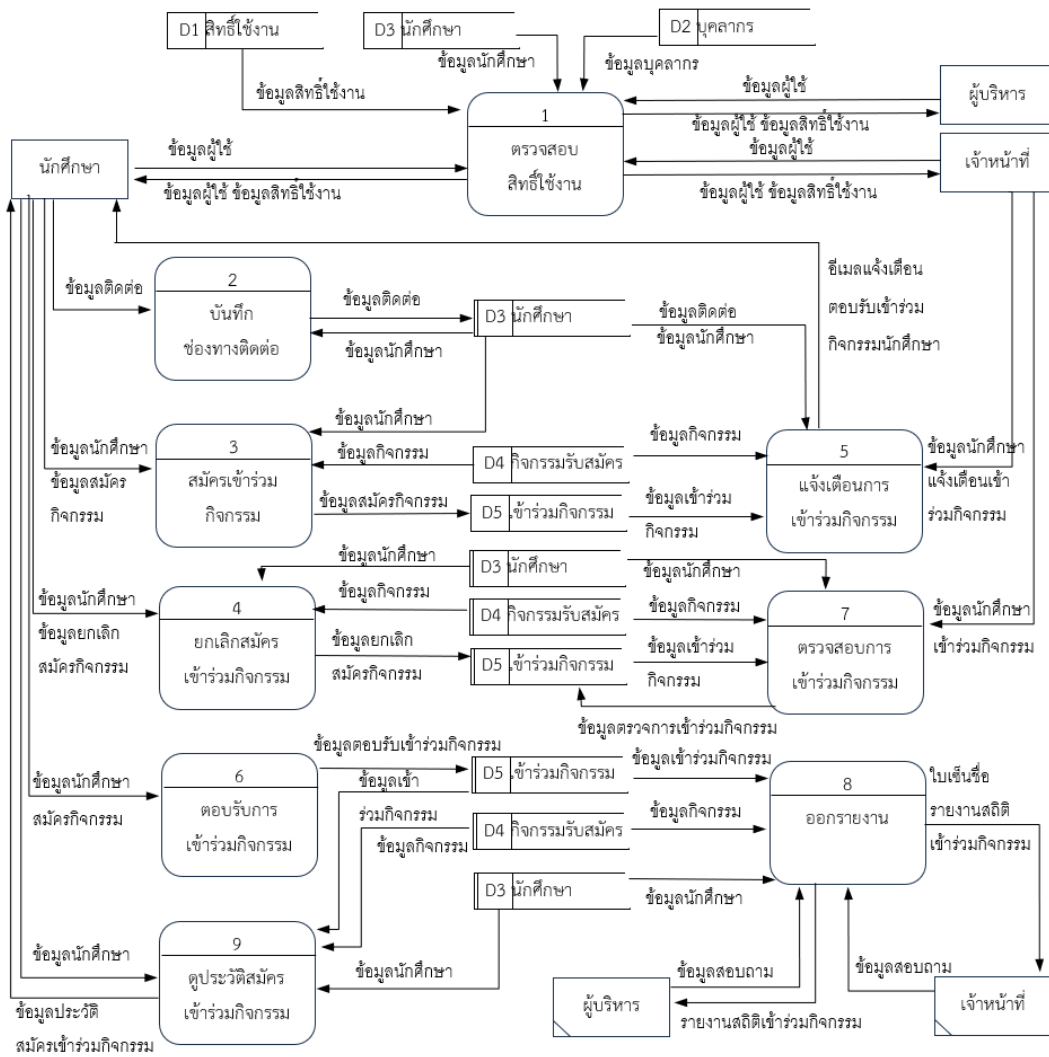 D1 สิทธิ์ใช้งาน
D3 นักศึกษา
D2 บุคลากร
ข้อมูลสิทธิ์ใช้งาน
ข้อมูลนักศึกษา
ข้อมูลบุคลากร
1
ตรวจสอบ
สิทธิ์ใช้งาน
ข้อมูลผู้ใช้
ข้อมูลผู้ใช้ ข้อมูลสิทธิ์ใช้งาน
ผู้บริหาร
ข้อมูลผู้ใช้
ข้อมูลผู้ใช้ ข้อมูลสิทธิ์ใช้งาน
เจ้าหน้าที่
นักศึกษา
ข้อมูลผู้ใช้
ข้อมูลผู้ใช้ ข้อมูลสิทธิ์ใช้งาน
ข้อมูลติดต่อ
2
บันทึก
ช่องทางติดต่อ
ข้อมูลติดต่อ
ข้อมูลนักศึกษา
D3 นักศึกษา
ข้อมูลติดต่อ
ข้อมูลนักศึกษา
อีเมลแจ้งเตือน
ตอบรับเข้าร่วม
กิจกรรมนักศึกษา
ข้อมูลนักศึกษา
ข้อมูลนักศึกษา
ข้อมูลสมัคร
กิจกรรม
3
สมัครเข้าร่วม
กิจกรรม
ข้อมูลกิจกรรม
ข้อมูลสมัครกิจกรรม
D4 กิจกรรมรับสมัคร
D5 เข้าร่วมกิจกรรม
ข้อมูลกิจกรรม
ข้อมูลเข้าร่วม
กิจกรรม
5
แจ้งเตือนการ
เข้าร่วมกิจกรรม
ข้อมูลนักศึกษา
แจ้งเตือนเข้า
ร่วมกิจกรรม
ข้อมูลนักศึกษา
ข้อมูลยกเลิก
สมัครกิจกรรม
4
ยกเลิกสมัคร
เข้าร่วมกิจกรรม
ข้อมูลนักศึกษา
ข้อมูลกิจกรรม
ข้อมูลยกเลิก
สมัครกิจกรรม
D3 นักศึกษา
D4 กิจกรรมรับสมัคร
D5 เข้าร่วมกิจกรรม
ข้อมูลนักศึกษา
ข้อมูลกิจกรรม
ข้อมูลเข้าร่วม
กิจกรรม
7
ตรวจสอบการ
เข้าร่วมกิจกรรม
ข้อมูลนักศึกษา
เข้าร่วมกิจกรรม
ข้อมูลตรวจการเข้าร่วมกิจกรรม
ข้อมูลนักศึกษา
สมัครกิจกรรม
6
ตอบรับการ
เข้าร่วมกิจกรรม
ข้อมูลตอบรับเข้าร่วมกิจกรรม
ข้อมูลเข้า
ร่วมกิจกรรม
ข้อมูลกิจกรรม
D5 เข้าร่วมกิจกรรม
D4 กิจกรรมรับสมัคร
D3 นักศึกษา
ข้อมูลเข้าร่วมกิจกรรม
ข้อมูลกิจกรรม
ข้อมูลนักศึกษา
8
ออกรายงาน
ใบเซ็นชื่อ
รายงานสถิติ
เข้าร่วมกิจกรรม
ข้อมูลนักศึกษา
9
ดูประวัติสมัคร
เข้าร่วมกิจกรรม
ข้อมูลนักศึกษา
ข้อมูลประวัติ
สมัครเข้าร่วมกิจกรรม
ผู้บริหาร
ข้อมูลสอบถาม
รายงานสถิติเข้าร่วมกิจกรรม
ข้อมูลสอบถาม
เจ้าหน้าที่